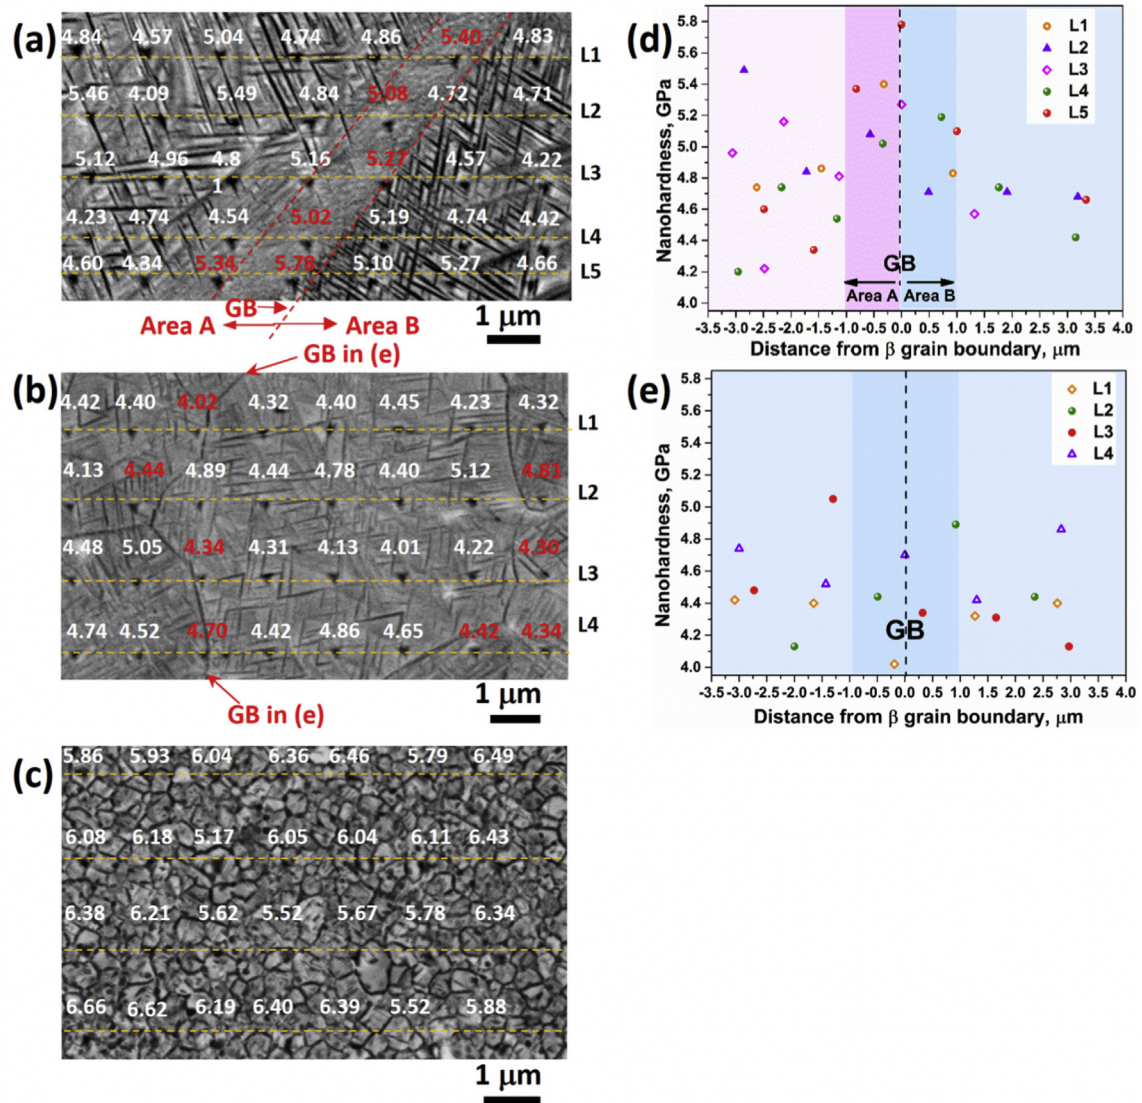 (a)
4.84 4.57 5.04 4.74 4.86 5.40 4.83
L1
5.46 4.09 5.49 4.84 5.08 4.72 4.71
L2
5.12 4.96 4.8 5.16 5.27 4.57 4.22
1
L3
4.23 4.74 4.54 5.02 5.19 4.74 4.42
L4
4.60 4.34 5.34 5.78 5.10 5.27 4.66
L5
GB
Area A Area B
1 μm
GB in (e)
(b)
4.42 4.40 4.02 4.32 4.40 4.45 4.23 4.32
L1
4.13 4.44 4.89 4.44 4.78 4.40 5.12 4.81
L2
4.48 5.05 4.34 4.31 4.13 4.01 4.22 4.30
L3
4.74 4.52 4.70 4.42 4.86 4.65 4.42 4.34
L4
GB in (e)
1 μm
(c)
5.86 5.93 6.04 6.36 6.46 5.79 6.49
6.08 6.18 5.17 6.05 6.04 6.11 6.43
6.38 6.21 5.62 5.52 5.67 5.78 6.34
6.66 6.62 6.19 6.40 6.39 5.52 5.88
1 μm
(d)
Nanohardness, GPa
5.8
5.6
5.4
5.2
5.0
4.8
4.6
4.4
4.2
4.0
L1
L2
L3
L4
L5
GB
Area A Area B
-3.5 -3.0 -2.5 -2.0 -1.5 -1.0 -0.5 0.0 0.5 1.0 1.5 2.0 2.5 3.0 3.5 4.0
Distance from β grain boundary, μm
(e)
Nanohardness, GPa
5.8
5.6
5.4
5.2
5.0
4.8
4.6
4.4
4.2
4.0
L1
L2
L3
L4
GB
-3.5 -3.0 -2.5 -2.0 -1.5 -1.0 -0.5 0.0 0.5 1.0 1.5 2.0 2.5 3.0 3.5 4.0
Distance from β grain boundary, μm